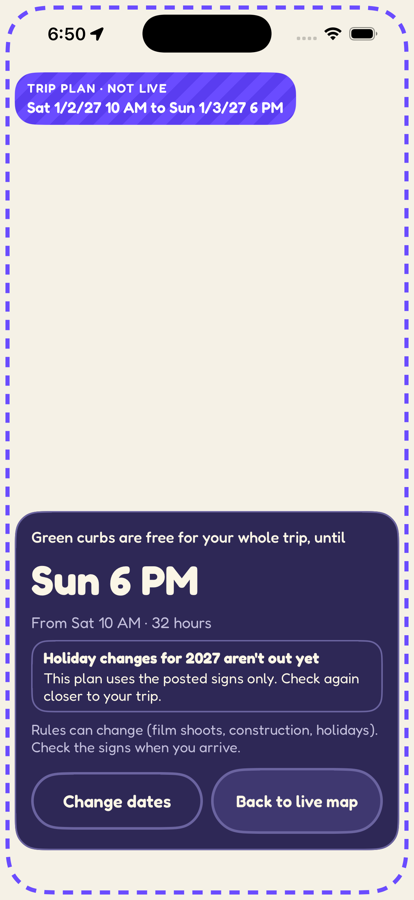 6:50
TRIP PLAN · NOT LIVE
Sat 1/2/27 10 AM to Sun 1/3/27 6 PM
Green curbs are free for your whole trip, until
Sun 6 PM
From Sat 10 AM · 32 hours
Holiday changes for 2027 aren't out yet
This plan uses the posted signs only. Check again
closer to your trip.
Rules can change (film shoots, construction, holidays).
Check the signs when you arrive.
Change dates
Back to live map